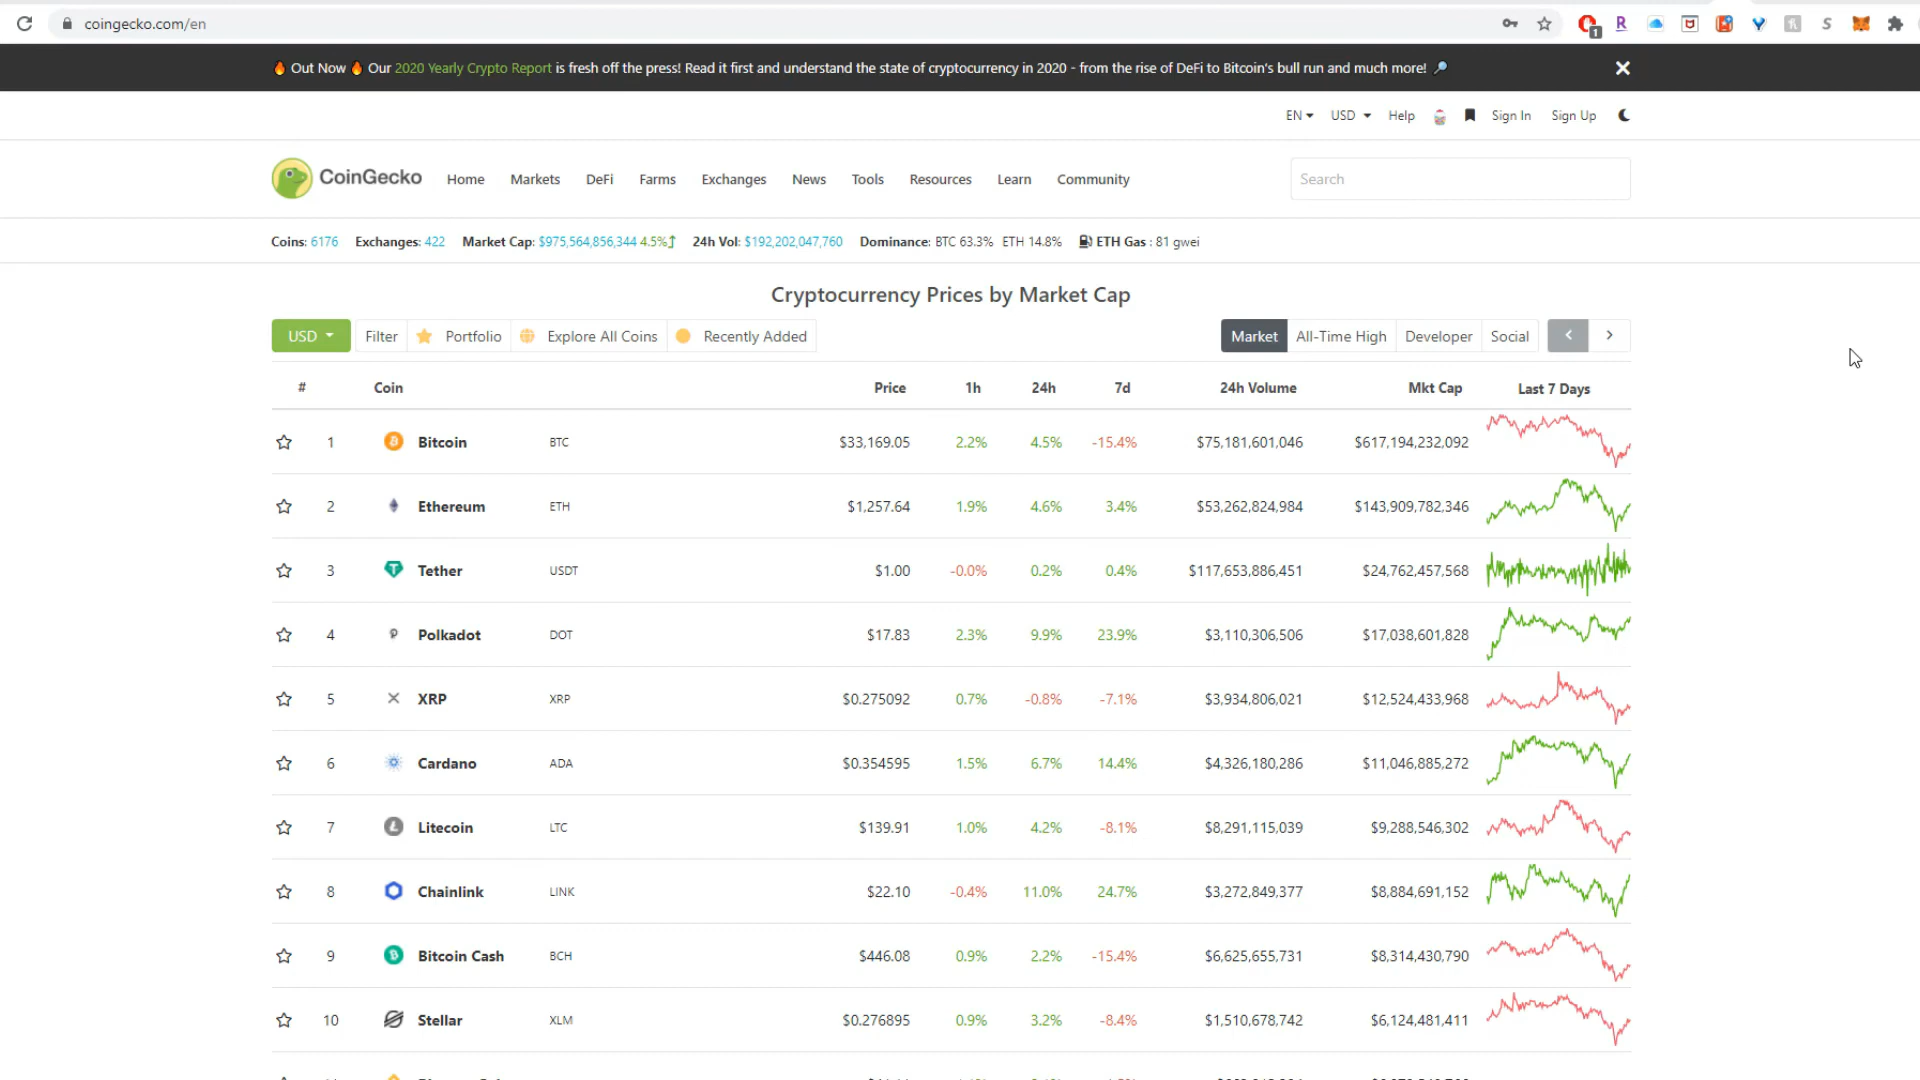 coingecko.com/en
1
🔥 Out Now 🔥 Our 2020 Yearly Crypto Report is fresh off the press! Read it first and understand the state of cryptocurrency in 2020 - from the rise of DeFi to Bitcoin's bull run and much more! 🔎
EN USD Help Sign In Sign Up
CoinGecko Home Markets DeFi Farms Exchanges News Tools Resources Learn Community Search
Coins: 6176 Exchanges: 422 Market Cap: $975,564,856,344 4.5% 24h Vol: $192,202,047,760 Dominance: BTC 63.3% ETH 14.8% ETH Gas : 81 gwei
Cryptocurrency Prices by Market Cap
USD Filter Portfolio Explore All Coins Recently Added Market All-Time High Developer Social
# Coin Price 1h 24h 7d 24h Volume Mkt Cap Last 7 Days
1 Bitcoin BTC $33,169.05 2.2% 4.5% -15.4% $75,181,601,046 $617,194,232,092
2 Ethereum ETH $1,257.64 1.9% 4.6% 3.4% $53,262,824,984 $143,909,782,346
3 Tether USDT $1.00 -0.0% 0.2% 0.4% $117,653,886,451 $24,762,457,568
4 Polkadot DOT $17.83 2.3% 9.9% 23.9% $3,110,306,506 $17,038,601,828
5 XRP XRP $0.275092 0.7% -0.8% -7.1% $3,934,806,021 $12,524,433,968
6 Cardano ADA $0.354595 1.5% 6.7% 14.4% $4,326,180,286 $11,046,885,272
7 Litecoin LTC $139.91 1.0% 4.2% -8.1% $8,291,115,039 $9,288,546,302
8 Chainlink LINK $22.10 -0.4% 11.0% 24.7% $3,272,849,377 $8,884,691,152
9 Bitcoin Cash BCH $446.08 0.9% 2.2% -15.4% $6,625,655,731 $8,314,430,790
10 Stellar XLM $0.276895 0.9% 3.2% -8.4% $1,510,678,742 $6,124,481,411